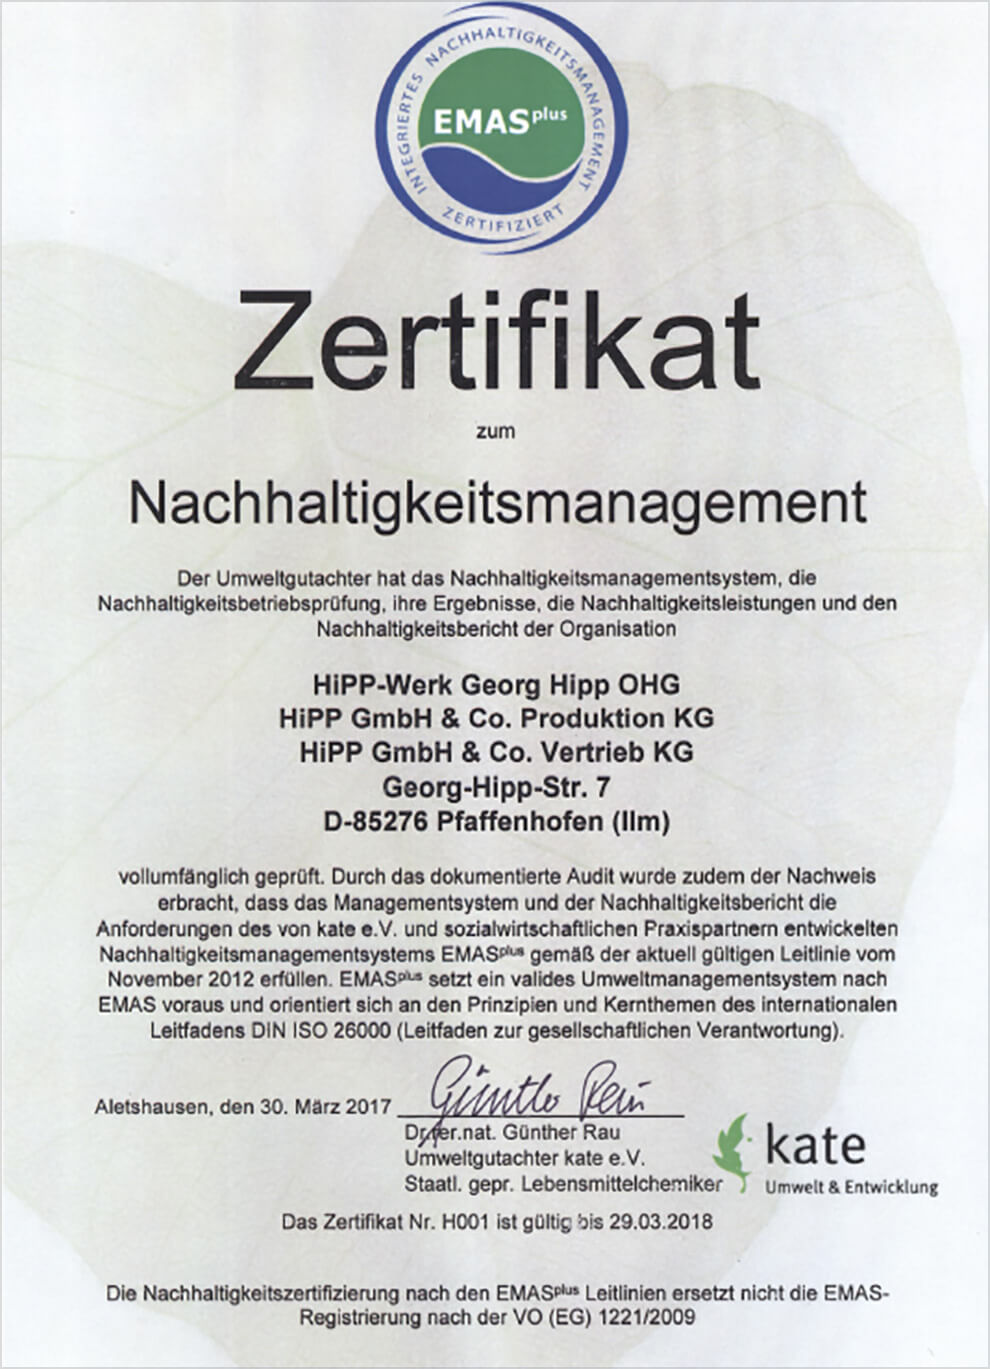 INTEGRIERTES NACHHALTIGKEITSMANAGEMENT
EMASplus
ZERTIFIZIERT
Zertifikat
zum
Nachhaltigkeitsmanagement
Der Umweltgutachter hat das Nachhaltigkeitsmanagementsystem, die
Nachhaltigkeitsbetriebsprüfung, ihre Ergebnisse, die Nachhaltigkeitsleistungen und den
Nachhaltigkeitsbericht der Organisation
HiPP-Werk Georg Hipp OHG
HiPP GmbH & Co. Produktion KG
HiPP GmbH & Co. Vertrieb KG
Georg-Hipp-Str. 7
D-85276 Pfaffenhofen (Ilm)
vollumfänglich geprüft. Durch das dokumentierte Audit wurde zudem der Nachweis
erbracht, dass das Managementsystem und der Nachhaltigkeitsbericht die
Anforderungen des von kate e.V. und sozialwirtschaftlichen Praxispartnern entwickelten
Nachhaltigkeitsmanagementsystems EMASplus gemäß der aktuell gültigen Leitlinie vom
November 2012 erfüllen. EMASplus setzt ein valides Umweltmanagementsystem nach
EMAS voraus und orientiert sich an den Prinzipien und Kernthemen des internationalen
Leitfadens DIN ISO 26000 (Leitfaden zur gesellschaftlichen Verantwortung).
Günther Rau
Aletshausen, den 30. März 2017
Dr.rer.nat. Günther Rau
Umweltgutachter kate e.V.
Staatl. gepr. Lebensmittelchemiker
kate
Umwelt & Entwicklung
Das Zertifikat Nr. H001 ist gültig bis 29.03.2018
Die Nachhaltigkeitszertifizierung nach den EMASplus Leitlinien ersetzt nicht die EMAS-
Registrierung nach der VO (EG) 1221/2009